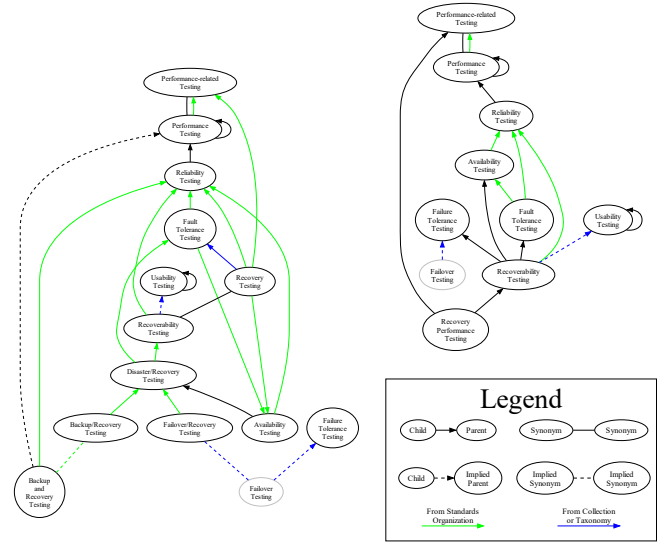 Performance-related
Testing
Performance
Testing
Reliability
Testing
Fault
Tolerance
Testing
Usability
Testing
Recovery
Testing
Recoverability
Testing
Disaster/Recovery
Testing
Backup/Recovery
Testing
Failover/Recovery
Testing
Availability
Testing
Failure
Tolerance
Testing
Backup
and
Recovery
Testing
Failover
Testing
Performance-related
Testing
Performance
Testing
Reliability
Testing
Availability
Testing
Failure
Tolerance
Testing
Fault
Tolerance
Testing
Usability
Testing
Failover
Testing
Recoverability
Testing
Recovery
Performance
Testing
Legend
Child
Parent
Synonym
Synonym
Child
Implied
Parent
Implied
Synonym
Implied
Synonym
From Standards
Organization
From Collection
or Taxonomy